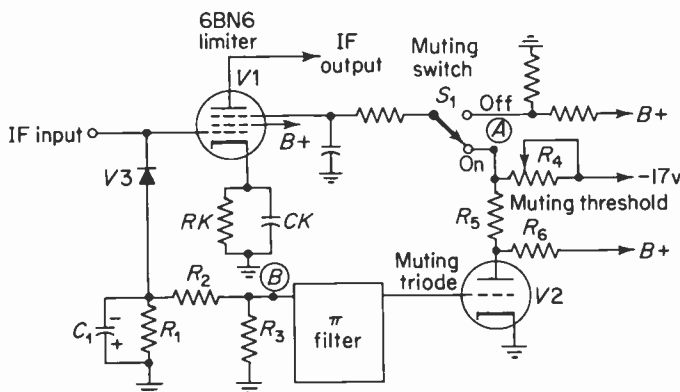 6BN6
limiter
IF
output
Muting
switch
V1
S1
Off
B+
IF input
B+
A
On
R4
-17v
Muting threshold
V3
RK
CK
R5
R6
B+
Muting
triode
V2
R2
B
C1
-
+
R1
R3
π
filter